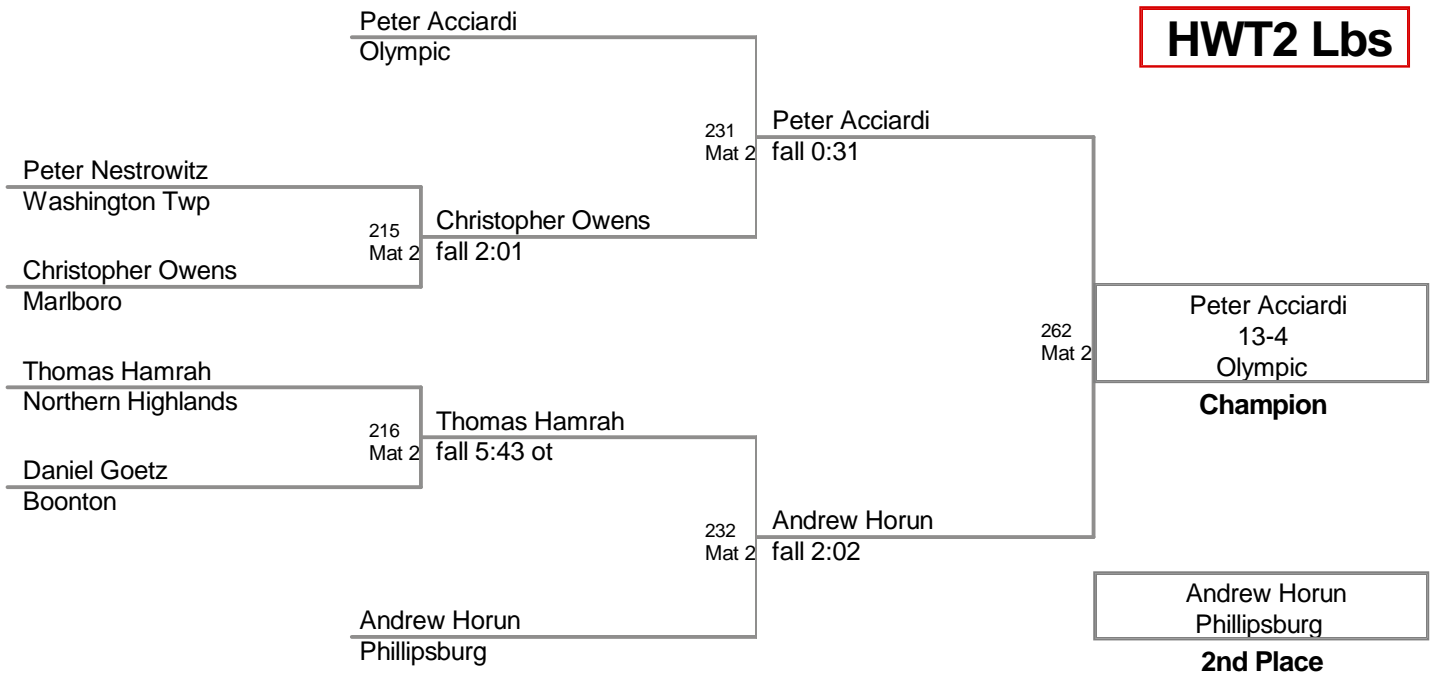 Peter Acciardi
Olympic
HWT2 Lbs
231
Mat 2
Peter Acciardi
fall 0:31
Peter Nestrowitz
Washington Twp
215
Mat 2
Christopher Owens
fall 2:01
Christopher Owens
Marlboro
262
Mat 2
Peter Acciardi
13-4
Olympic
Champion
Thomas Hamrah
Northern Highlands
216
Mat 2
Thomas Hamrah
fall 5:43 ot
Daniel Goetz
Boonton
232
Mat 2
Andrew Horun
fall 2:02
Andrew Horun
Phillipsburg
Andrew Horun
Phillipsburg
2nd Place